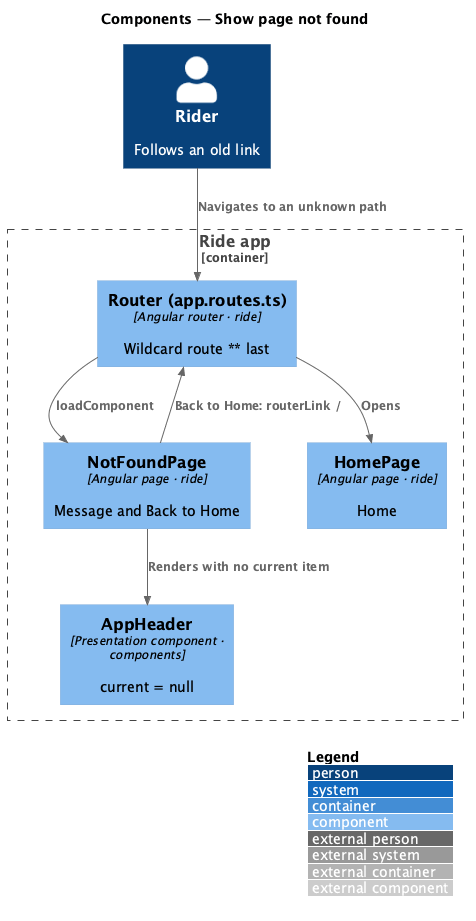 Components — Show page not found
Rider
Follows an old link
Navigates to an unknown path
Ride app
[container]
Router (app.routes.ts)
[Angular router · ride]
Wildcard route ** last
loadComponent
Back to Home: routerLink /
Opens
NotFoundPage
[Angular page · ride]
Message and Back to Home
HomePage
[Angular page · ride]
Home
Renders with no current item
AppHeader
[Presentation component ·
components]
current = null
Legend
person
system
container
component
external person
external system
external container
external component